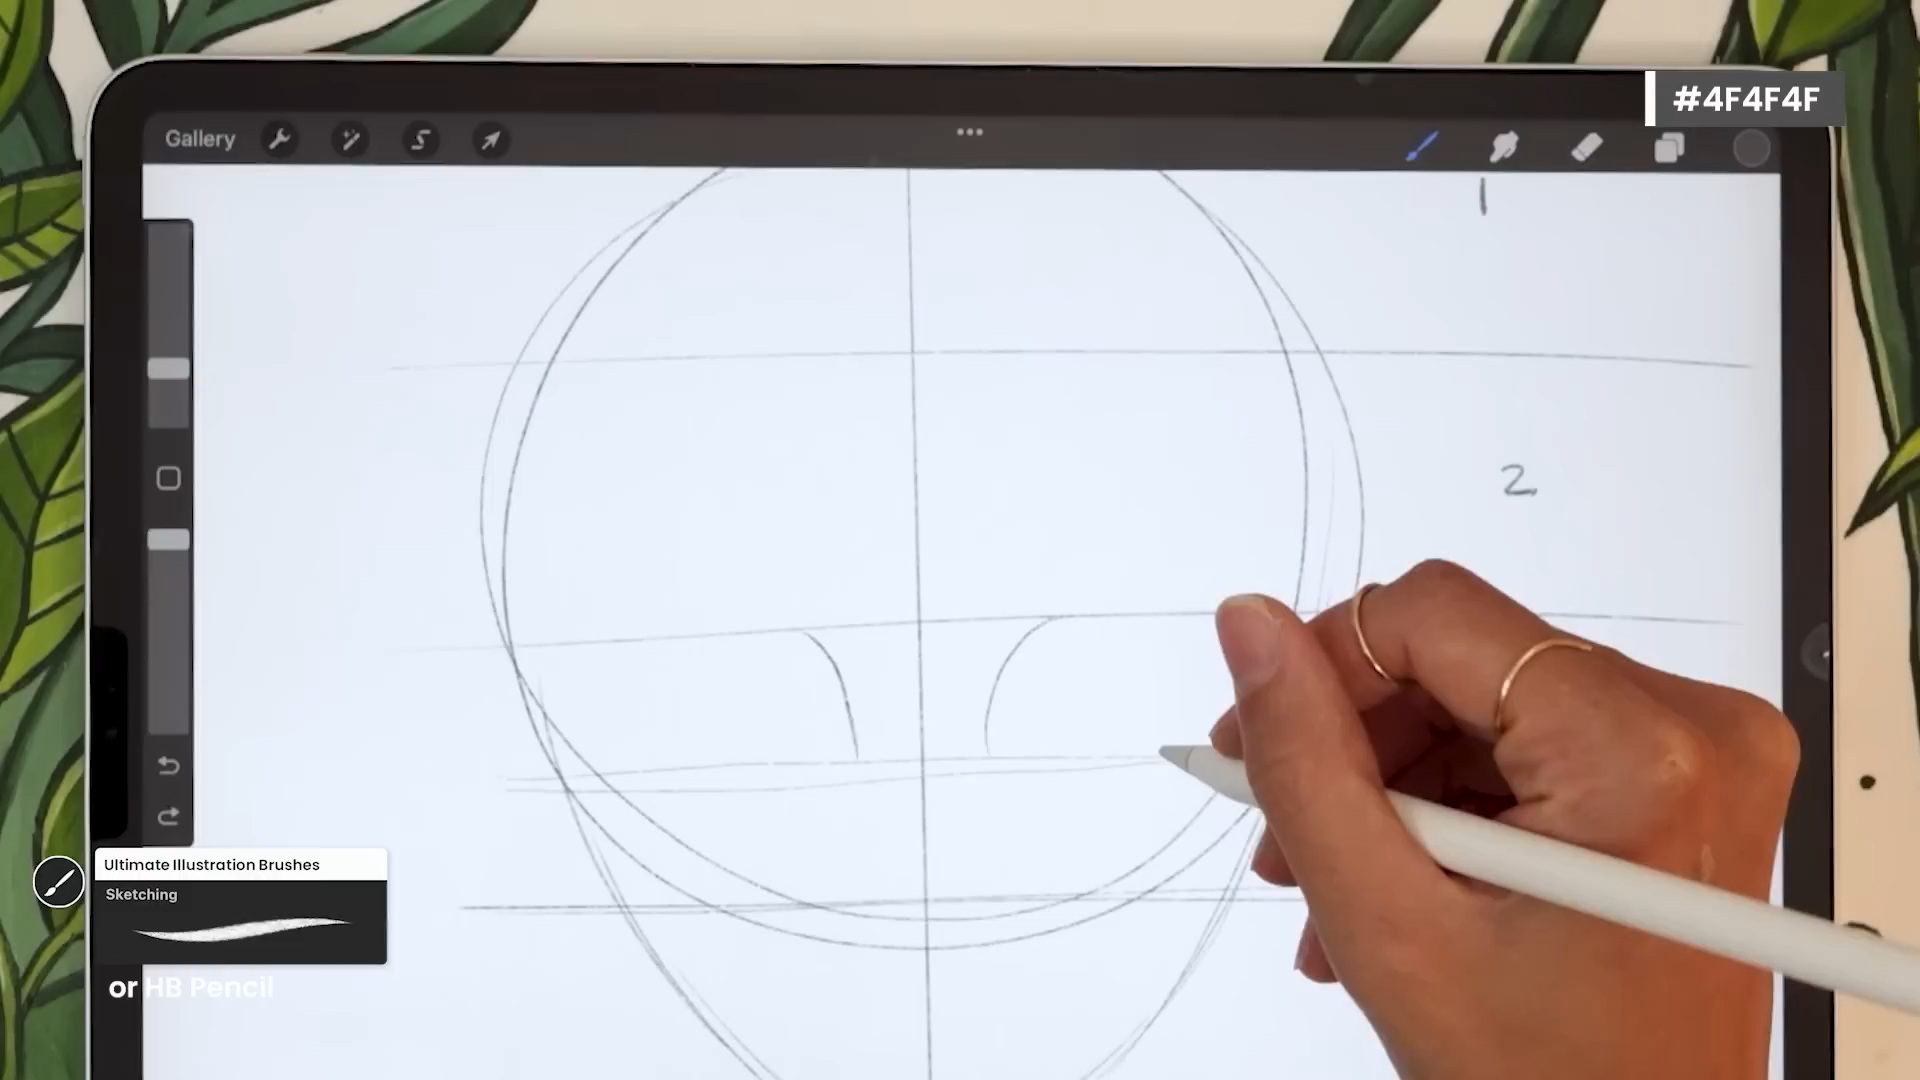 #4F4F4F
Gallery
1
2
Ultimate Illustration Brushes
Sketching
or HB Pencil